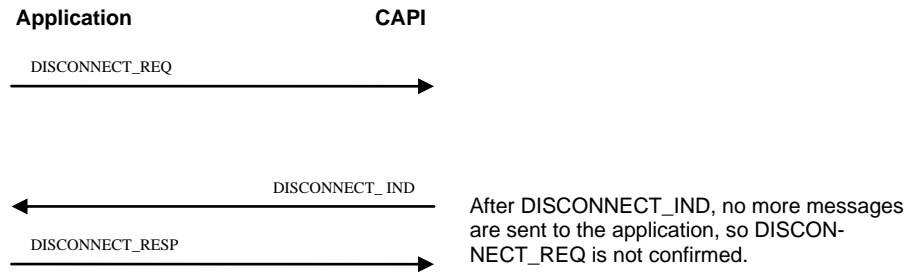 Application CAPI
DISCONNECT_REQ
DISCONNECT_ IND
After DISCONNECT_IND, no more messages
are sent to the application, so DISCON-
NECT_REQ is not confirmed.
DISCONNECT_RESP